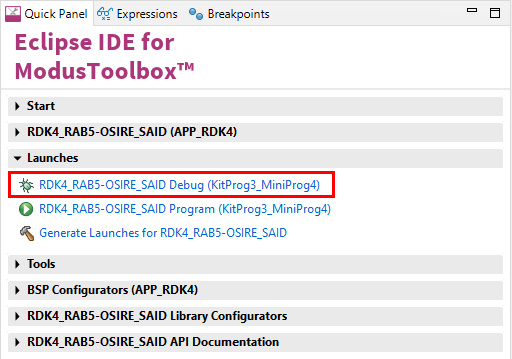 Quick Panel Expressions Breakpoints
Eclipse IDE for
ModusToolbox™
Start
RDK4_RAB5-OSIRE_SAID (APP_RDK4)
Launches
RDK4_RAB5-OSIRE_SAID Debug (KitProg3_MiniProg4)
RDK4_RAB5-OSIRE_SAID Program (KitProg3_MiniProg4)
Generate Launches for RDK4_RAB5-OSIRE_SAID
Tools
BSP Configurators (APP_RDK4)
RDK4_RAB5-OSIRE_SAID Library Configurators
RDK4_RAB5-OSIRE_SAID API Documentation